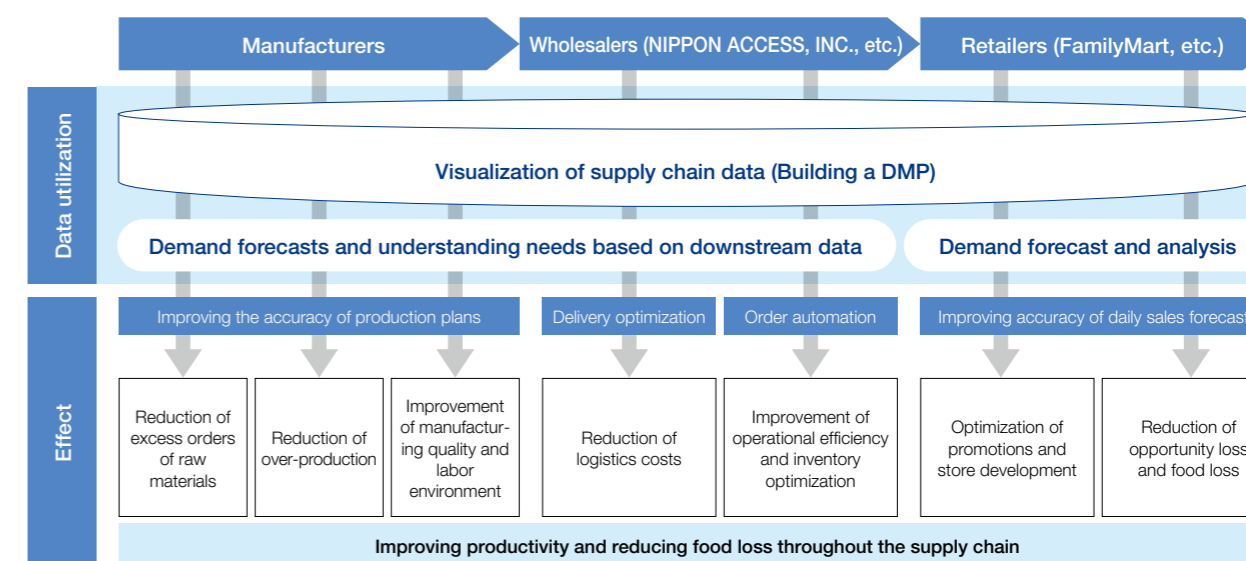 Manufacturers
Wholesalers (NIPPON ACCESS, INC., etc.)
Retailers (FamilyMart, etc.)
Data utilization
Visualization of supply chain data (Building a DMP)
Demand forecasts and understanding needs based on downstream data
Demand forecast and analysis
Effect
Improving the accuracy of production plans
Delivery optimization
Order automation
Improving accuracy of daily sales forecast
Reduction of
excess orders
of raw
materials
Reduction of
over-production
Improvement
of manufactur-
ing quality and
labor
environment
Reduction of
logistics costs
Improvement of
operational efficiency
and inventory
optimization
Optimization of
promotions and
store development
Reduction of
opportunity loss
and food loss
Improving productivity and reducing food loss throughout the supply chain